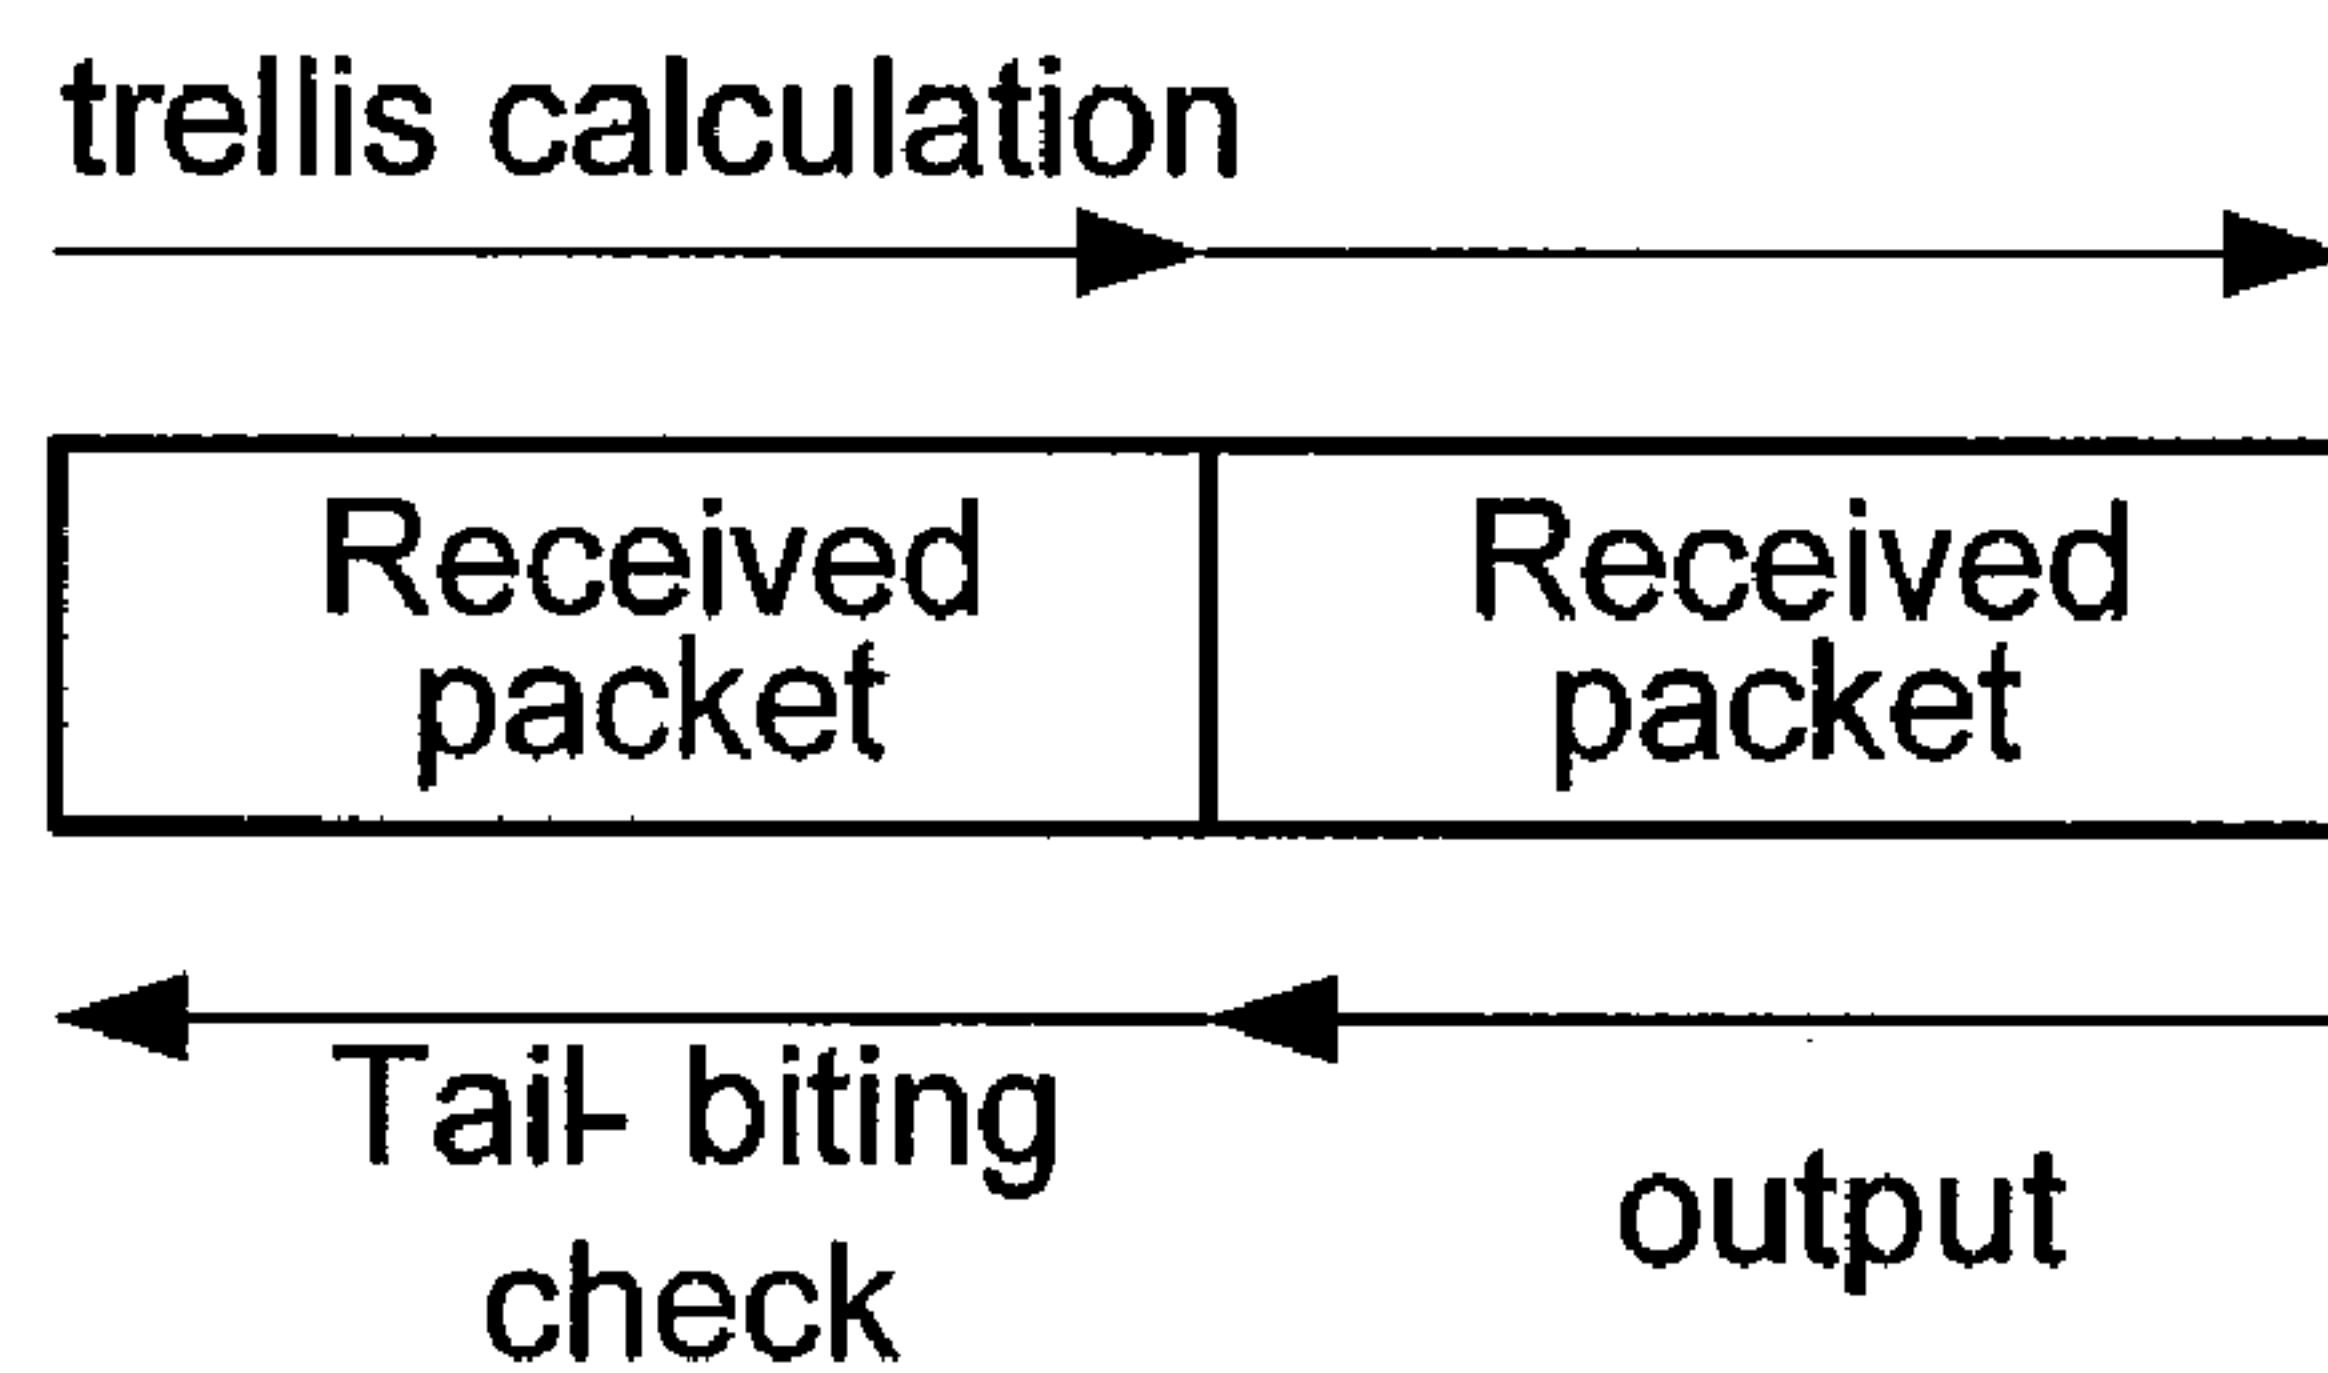 trellis calculation
Received
packet
Received
packet
Tail- biting
check
output